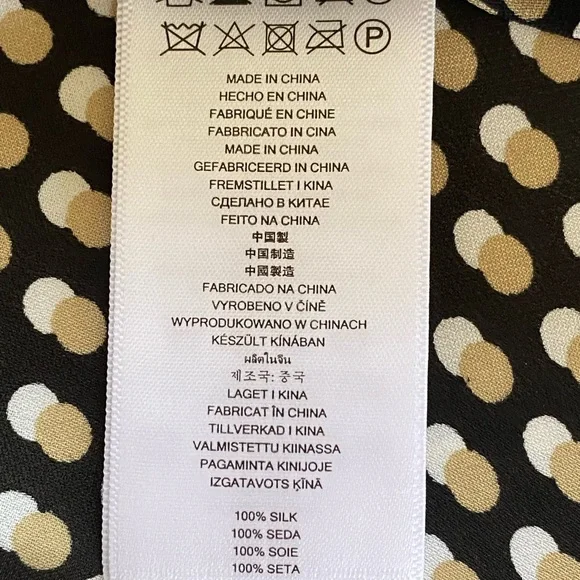 P
MADE IN CHINA
HECHO EN CHINA
FABRIQUÉ EN CHINE
FABBRICATO IN CINA
MADE IN CHINA
GEFABRICEERD IN CHINA
FREMSTILLET I KINA
СДЕЛАНО В КИТАЕ
FEITO NA CHINA
中国製
中国制造
中國製造
FABRICADO NA CHINA
VYROBENO V ČÍNĚ
WYPRODUKOWANO W CHINACH
KÉSZÜLT KÍNÁBAN
ผลิตในจีน
제조국: 중국
LAGET I KINA
FABRICAT ÎN CHINA
TILLVERKAD I KINA
VALMISTETTU KIINASSA
PAGAMINTA KINIJOJE
IZGATAVOTS ĶĪNĀ
100% SILK
100% SEDA
100% SOIE
100% SETA